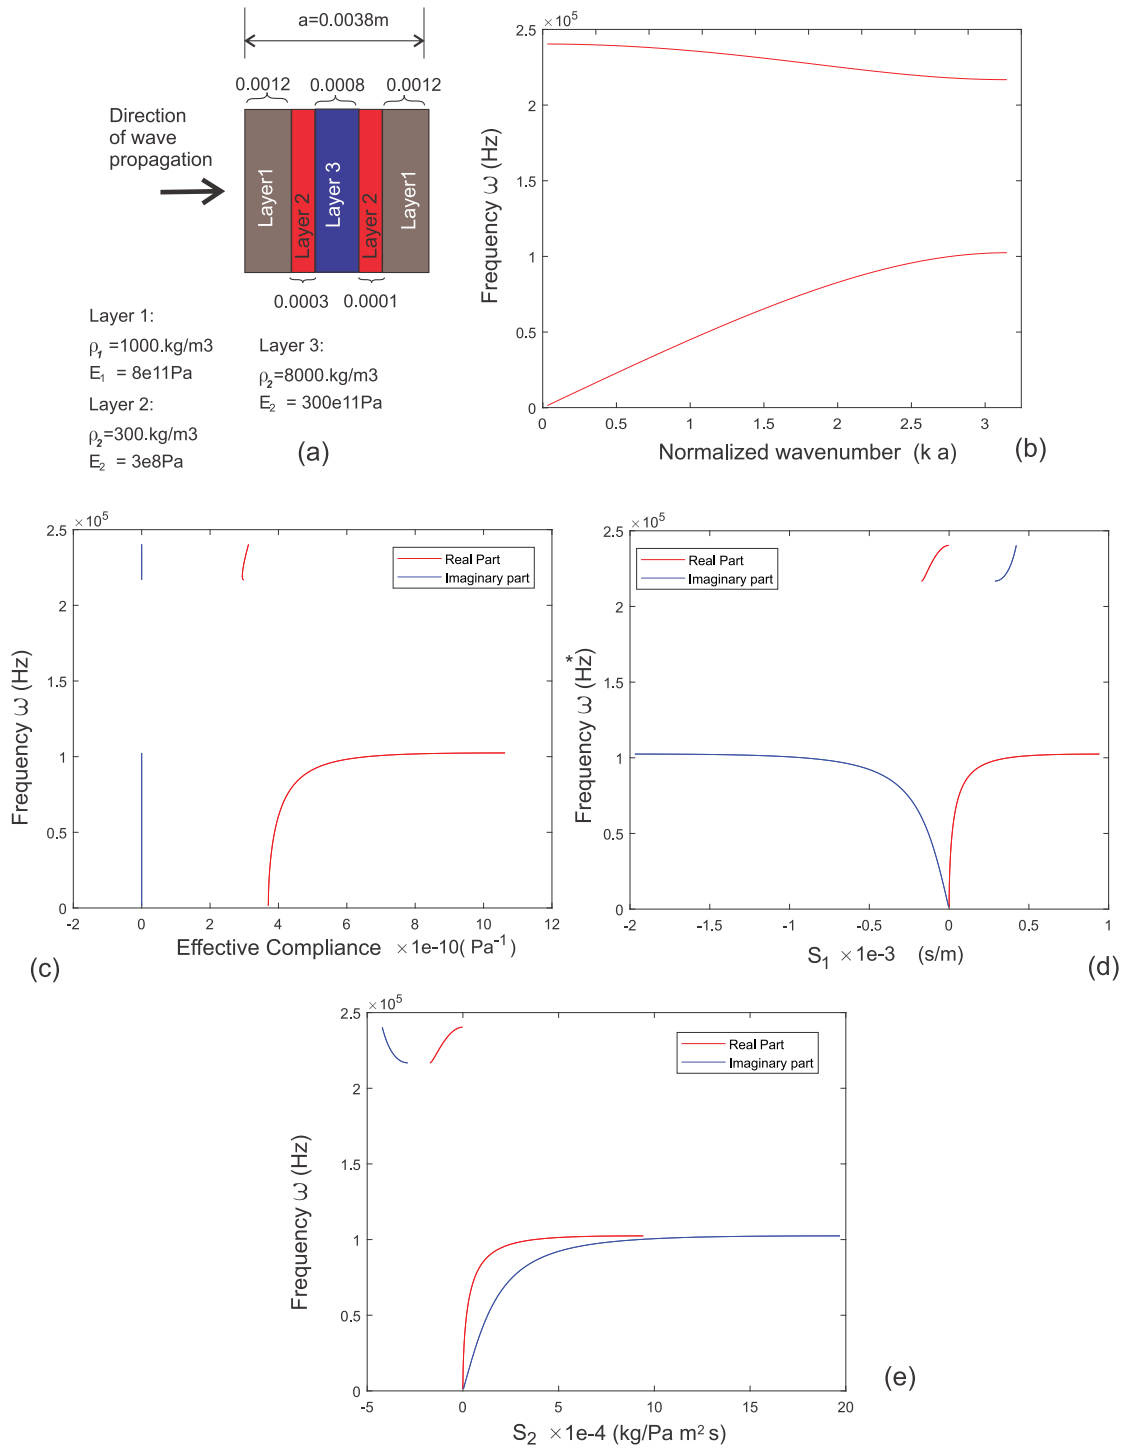 a=0.0038m
0.0012
0.0008
0.0012
Direction
of wave
propagation
Layer1
Layer 2
Layer 3
Layer 2
Layer1
0.0003
0.0001
Layer 1:
ρ1 =1000.kg/m3
E1 = 8e11Pa
Layer 2:
ρ2=300.kg/m3
E2 = 3e8Pa
Layer 3:
ρ2=8000.kg/m3
E2 = 300e11Pa
(a)
×10^5
2.5
2
1.5
1
0.5
0
Frequency ω (Hz)
0 0.5 1 1.5 2 2.5 3
Normalized wavenumber (k a)
(b)
×10^5
2.5
2
1.5
1
0.5
0
Frequency ω (Hz)
Real Part
Imaginary part
-2 0 2 4 6 8 10 12
Effective Compliance ×1e-10( Pa^-1)
(c)
×10^5
2.5
2
1.5
1
0.5
0
Frequency ω (Hz)*
Real Part
Imaginary part
-2 -1.5 -1 -0.5 0 0.5 1
S1 ×1e-3 (s/m)
(d)
×10^5
2.5
2
1.5
1
0.5
0
Frequency ω (Hz)
Real Part
Imaginary part
-5 0 5 10 15 20
S2 ×1e-4 (kg/Pa m² s)
(e)